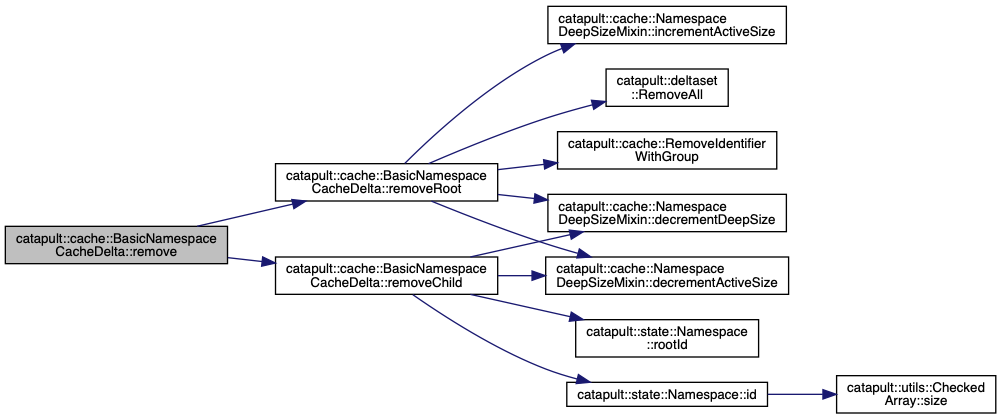 catapult::cache::Namespace
DeepSizeMixin::incrementActiveSize
catapult::deltaset
::RemoveAll
catapult::cache::RemoveIdentifier
WithGroup
catapult::cache::BasicNamespace
CacheDelta::removeRoot
catapult::cache::Namespace
DeepSizeMixin::decrementDeepSize
catapult::cache::BasicNamespace
CacheDelta::remove
catapult::cache::BasicNamespace
CacheDelta::removeChild
catapult::cache::Namespace
DeepSizeMixin::decrementActiveSize
catapult::state::Namespace
::rootId
catapult::state::Namespace::id
catapult::utils::Checked
Array::size